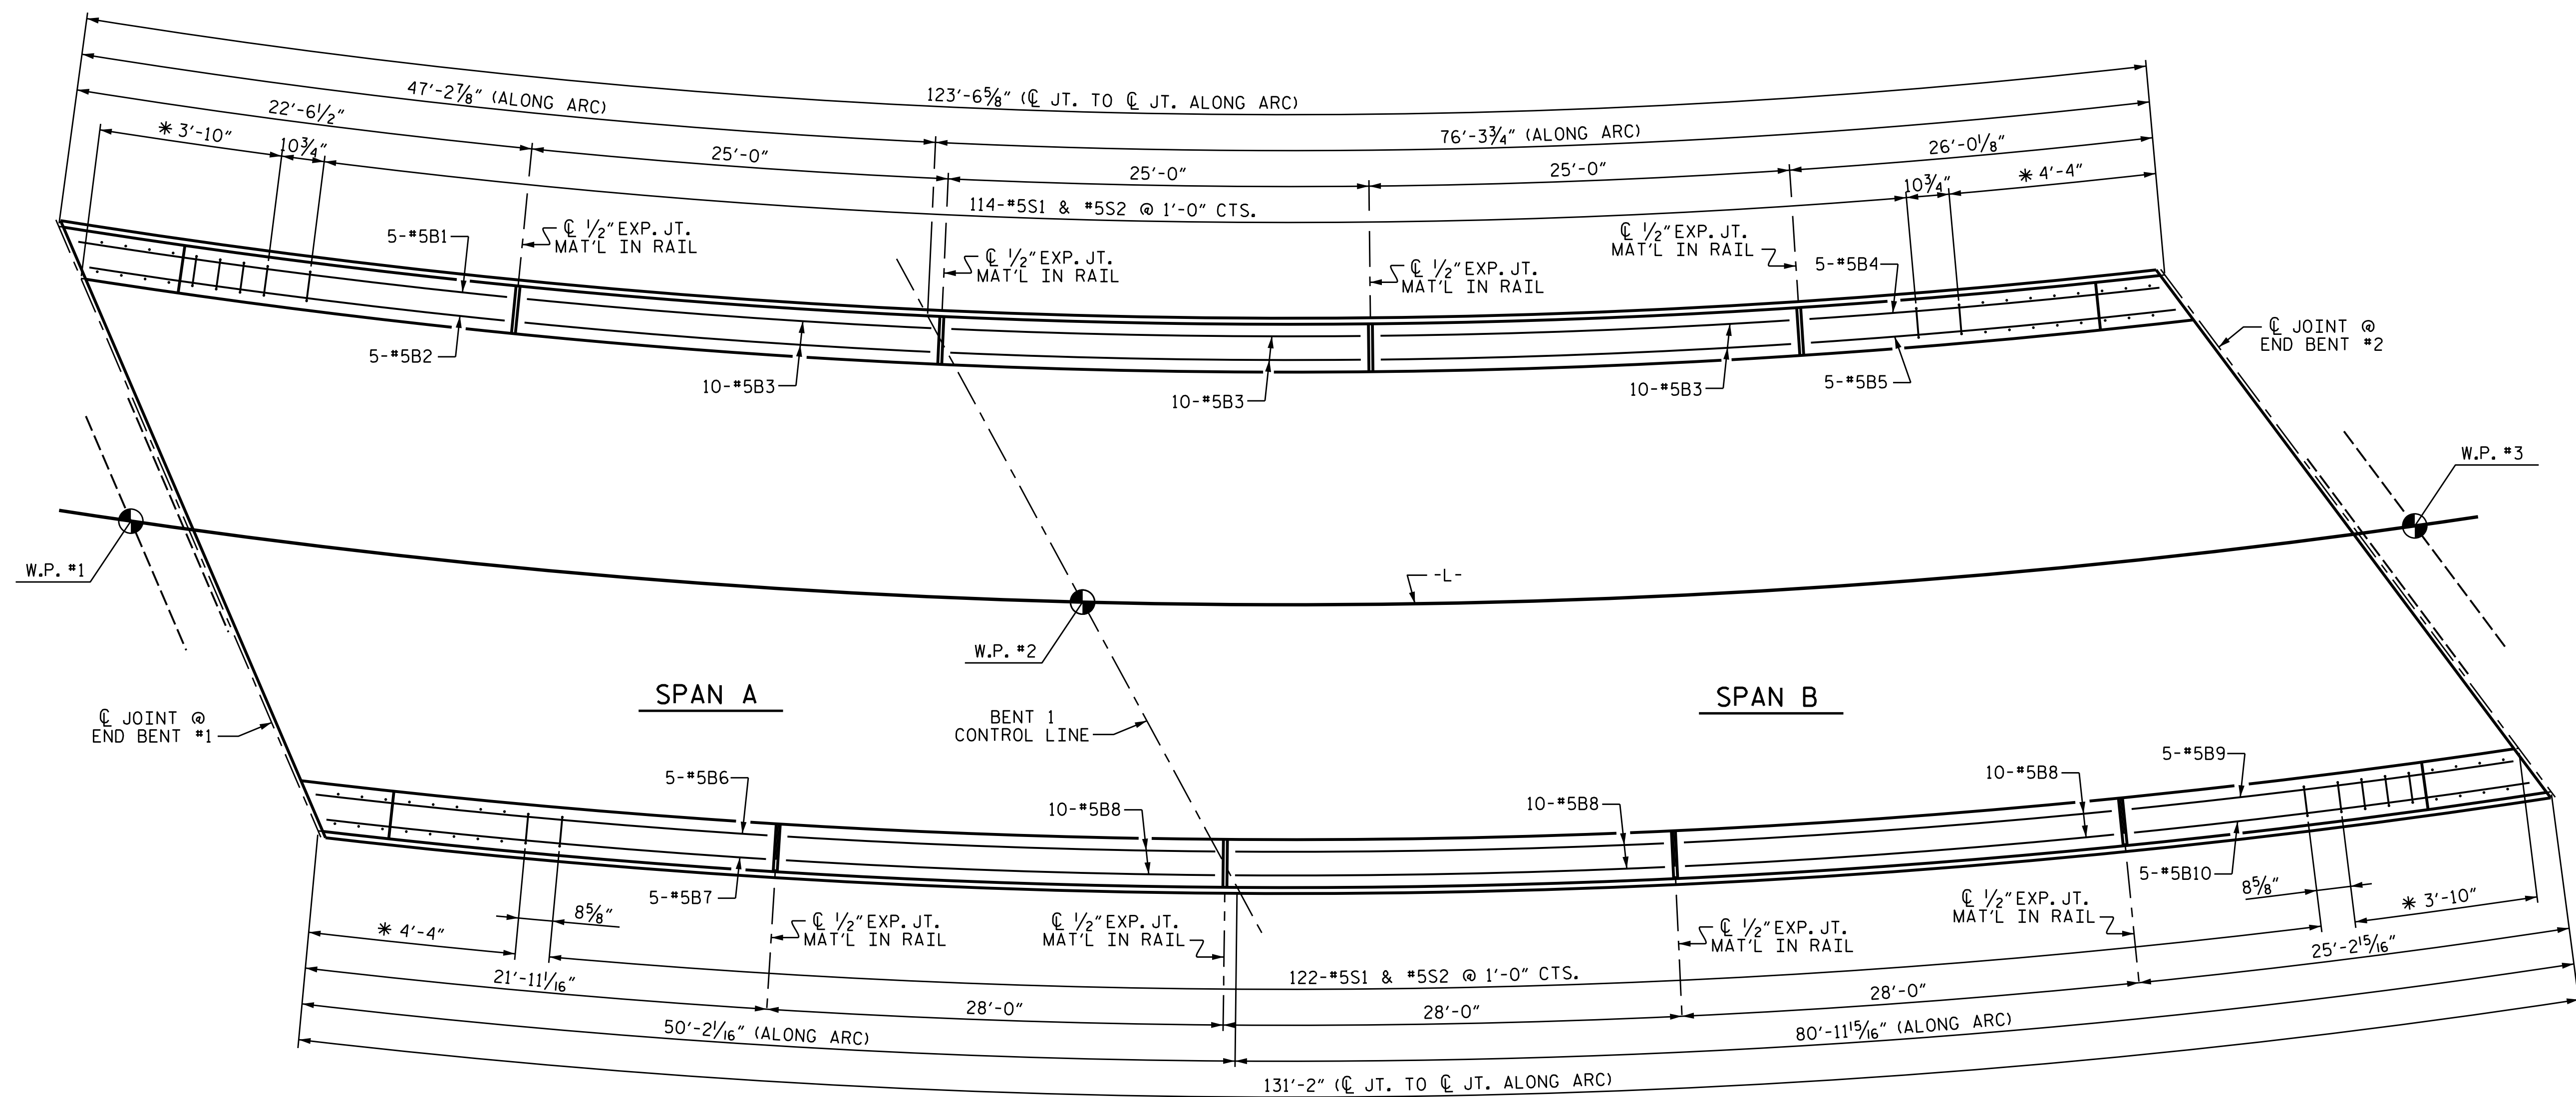 123'-6⅝" (℄ JT. TO ℄ JT. ALONG ARC)
47'-2⅞" (ALONG ARC)
76'-3¾" (ALONG ARC)
22'-6½"
25'-0"
25'-0"
25'-0"
26'-0⅛"
✳ 3'-10"
10¾"
114-#5S1 & #5S2 @ 1'-0" CTS.
10¾"
✳ 4'-4"
5-#5B1
℄ ½" EXP. JT.
MAT'L IN RAIL
℄ ½" EXP. JT.
MAT'L IN RAIL
℄ ½" EXP. JT.
MAT'L IN RAIL
℄ ½" EXP. JT.
MAT'L IN RAIL
5-#5B4
5-#5B2
10-#5B3
10-#5B3
10-#5B3
5-#5B5
℄ JOINT @
END BENT #2
W.P. #3
W.P. #1
-L-
W.P. #2
SPAN A
SPAN B
℄ JOINT @
END BENT #1
BENT 1
CONTROL LINE
5-#5B6
10-#5B8
10-#5B8
10-#5B8
5-#5B9
5-#5B7
5-#5B10
✳ 4'-4"
8⅝"
℄ ½" EXP. JT.
MAT'L IN RAIL
℄ ½" EXP. JT.
MAT'L IN RAIL
℄ ½" EXP. JT.
MAT'L IN RAIL
℄ ½" EXP. JT.
MAT'L IN RAIL
8⅝"
✳ 3'-10"
122-#5S1 & #5S2 @ 1'-0" CTS.
21'-11 1/16"
28'-0"
28'-0"
28'-0"
25'-2 15/16"
50'-2 1/16" (ALONG ARC)
80'-11 15/16" (ALONG ARC)
131'-2" (℄ JT. TO ℄ JT. ALONG ARC)